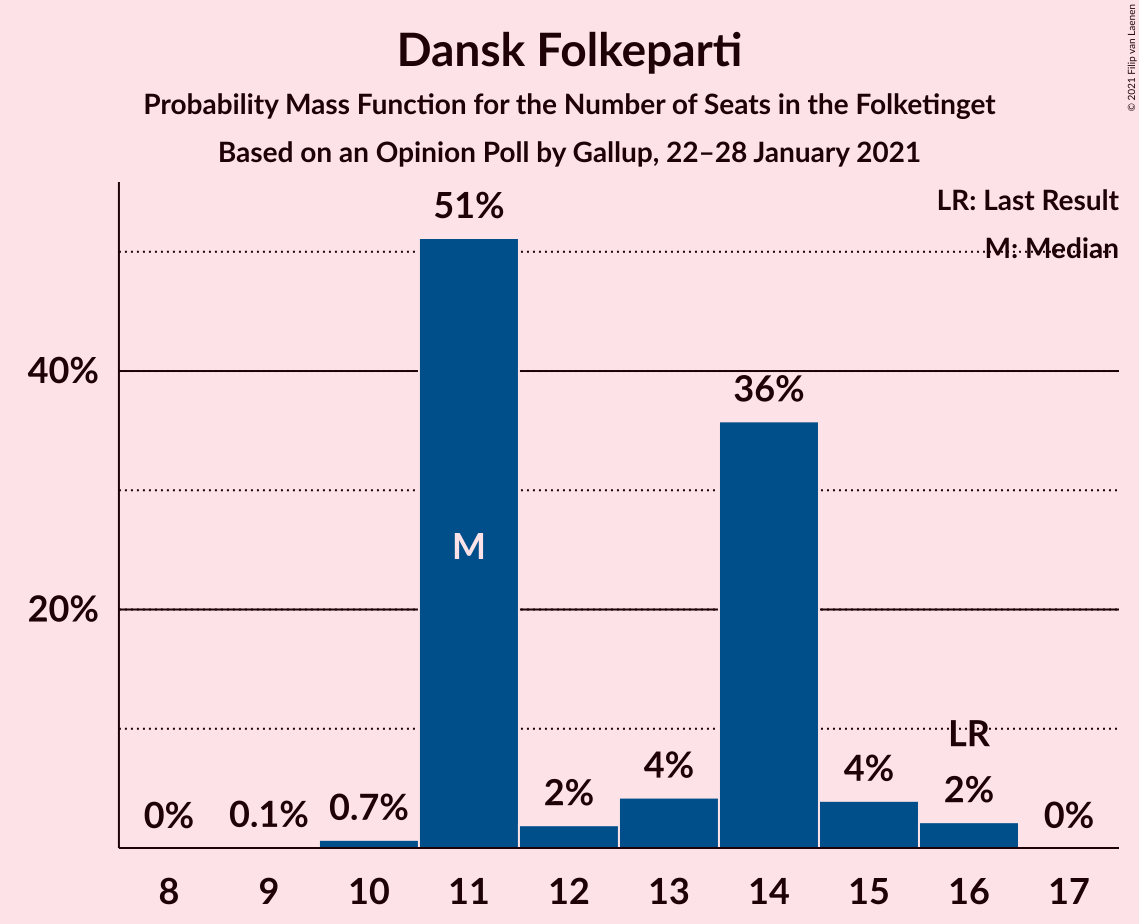 Dansk Folkeparti
Probability Mass Function for the Number of Seats in the Folketinget
Based on an Opinion Poll by Gallup, 22–28 January 2021
© 2021 Filip van Laenen
LR: Last Result
M: Median
40%
20%
0%
0.1%
0.7%
51%
M
2%
4%
36%
4%
LR
2%
0%
8 9 10 11 12 13 14 15 16 17